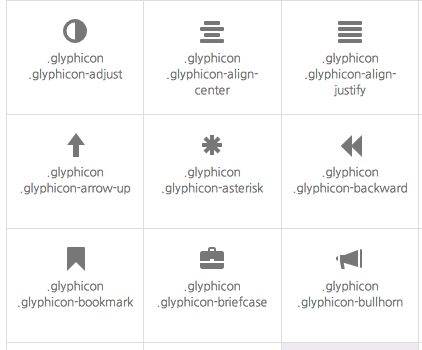 .glyphicon
.glyphicon-adjust
.glyphicon
.glyphicon-align-
center
.glyphicon
.glyphicon-align-
justify
.glyphicon
.glyphicon-arrow-up
.glyphicon
.glyphicon-asterisk
.glyphicon
.glyphicon-backward
.glyphicon
.glyphicon-bookmark
.glyphicon
.glyphicon-briefcase
.glyphicon
.glyphicon-bullhorn